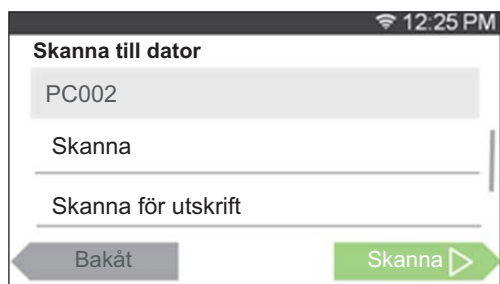 12:25 PM
Skanna till dator
PC002
Skanna
Skanna för utskrift
Bakåt
Skanna